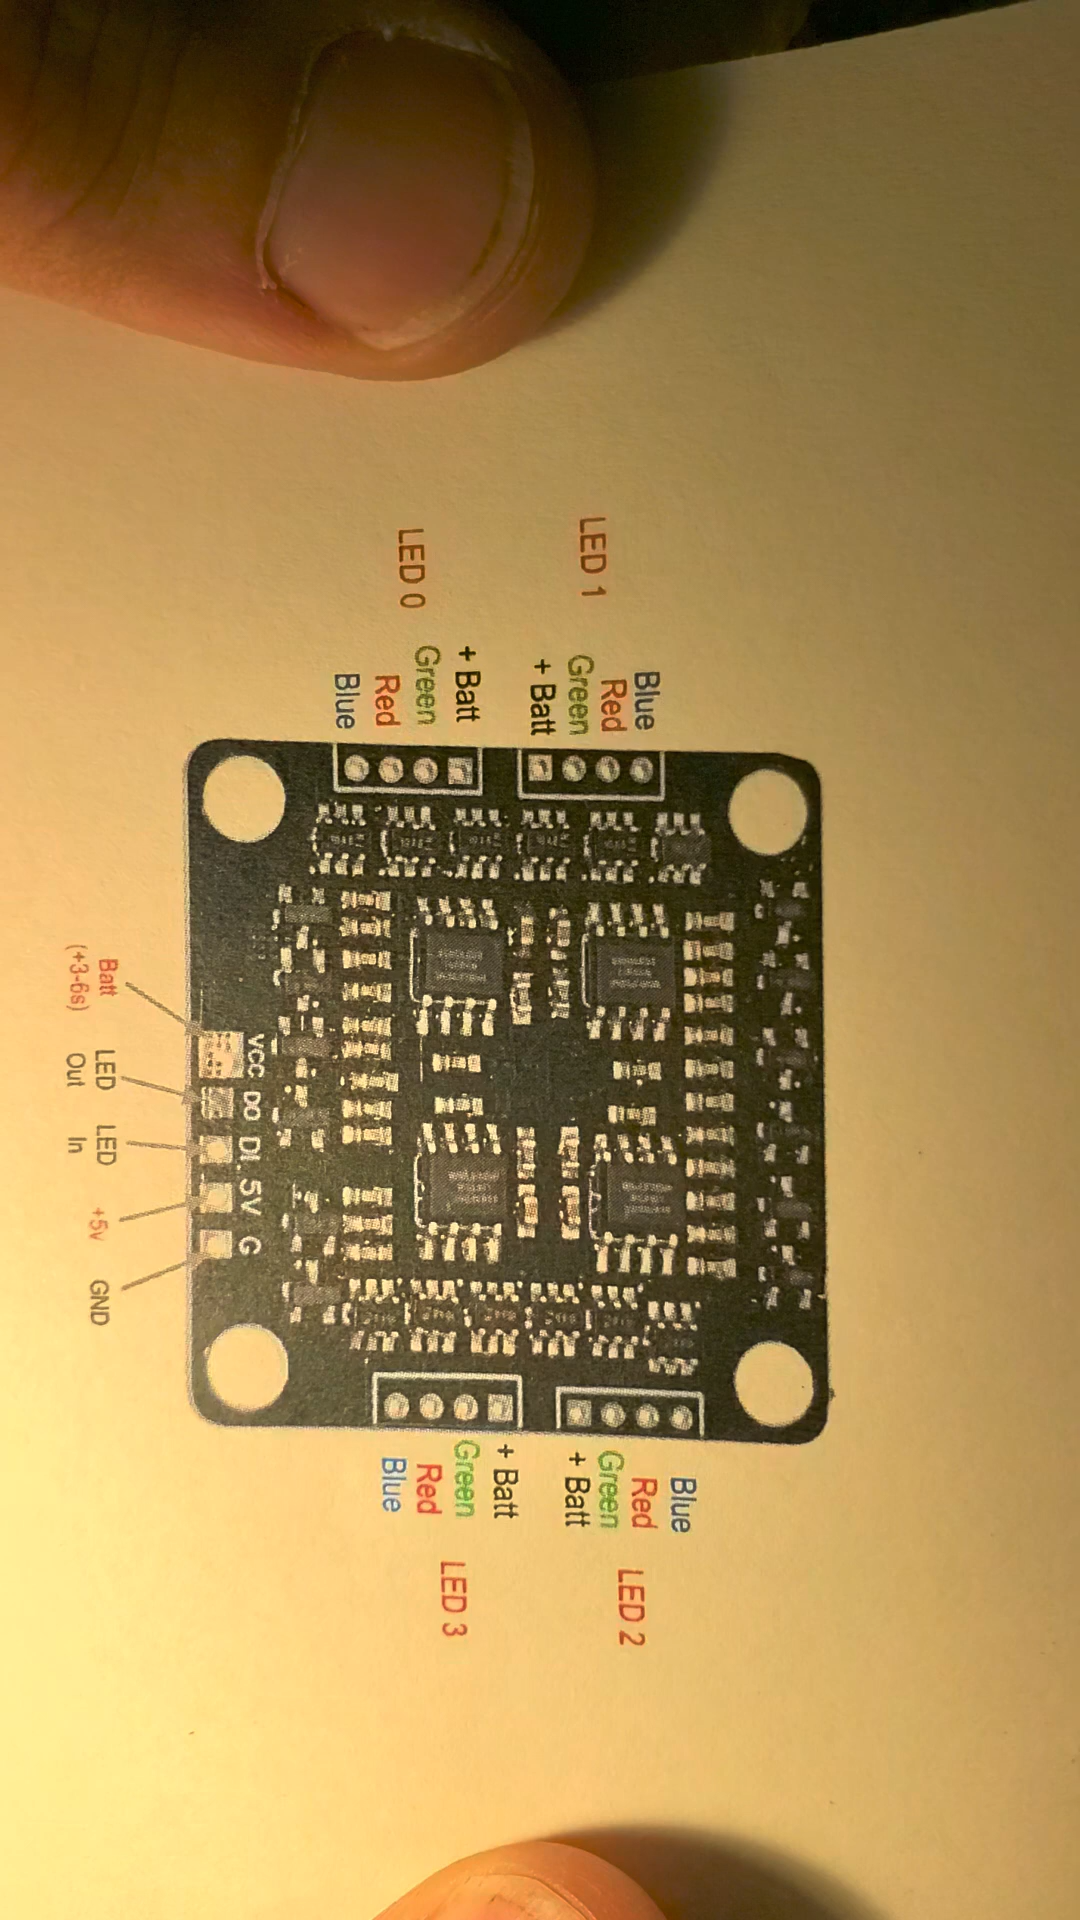 LED 1
Blue
Red
Green
+ Batt
LED 0
+ Batt
Green
Red
Blue
LED 2
Blue
Red
Green
+ Batt
LED 3
+ Batt
Green
Red
Blue
VCC DO DI. 5V G
Batt
(+3-6s)
LED
Out
LED
In
+5v
GND